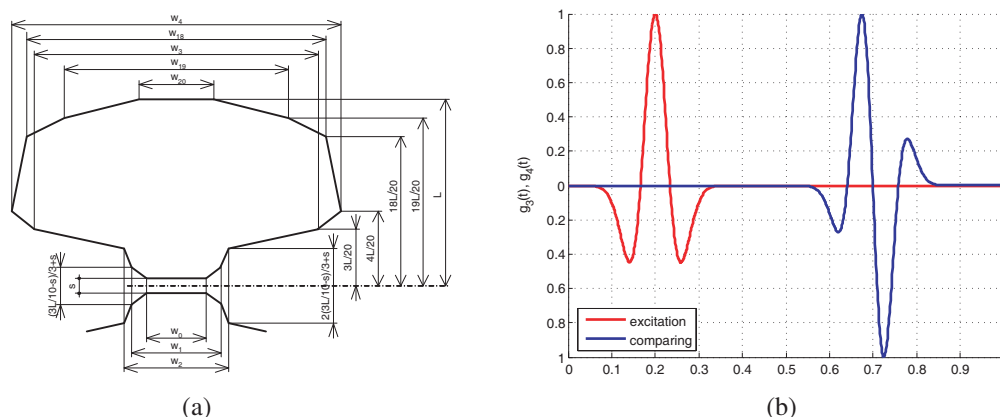 w4
w18
w3
w19
w20
L
19L/20
18L/20
4L/20
3L/20
(3L/10-s)/3+s
s
2(3L/10-s)/3+s
w0
w1
w2
(a)
1
0.8
0.6
0.4
0.2
0
0.2
0.4
0.6
0.8
1
g3(t), g4(t)
excitation
comparing
0 0.1 0.2 0.3 0.4 0.5 0.6 0.7 0.8 0.9
(b)